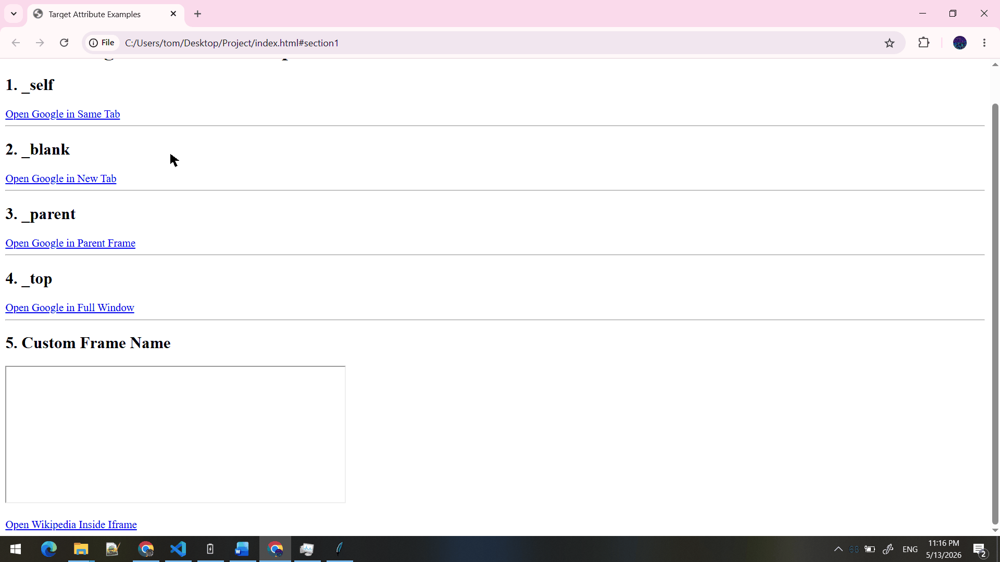 Target Attribute Examples
File C:/Users/tom/Desktop/Project/index.html#section1
1. _self
Open Google in Same Tab
2. _blank
Open Google in New Tab
3. _parent
Open Google in Parent Frame
4. _top
Open Google in Full Window
5. Custom Frame Name
Open Wikipedia Inside Iframe
68 ENG
11:16 PM
5/13/2026
2